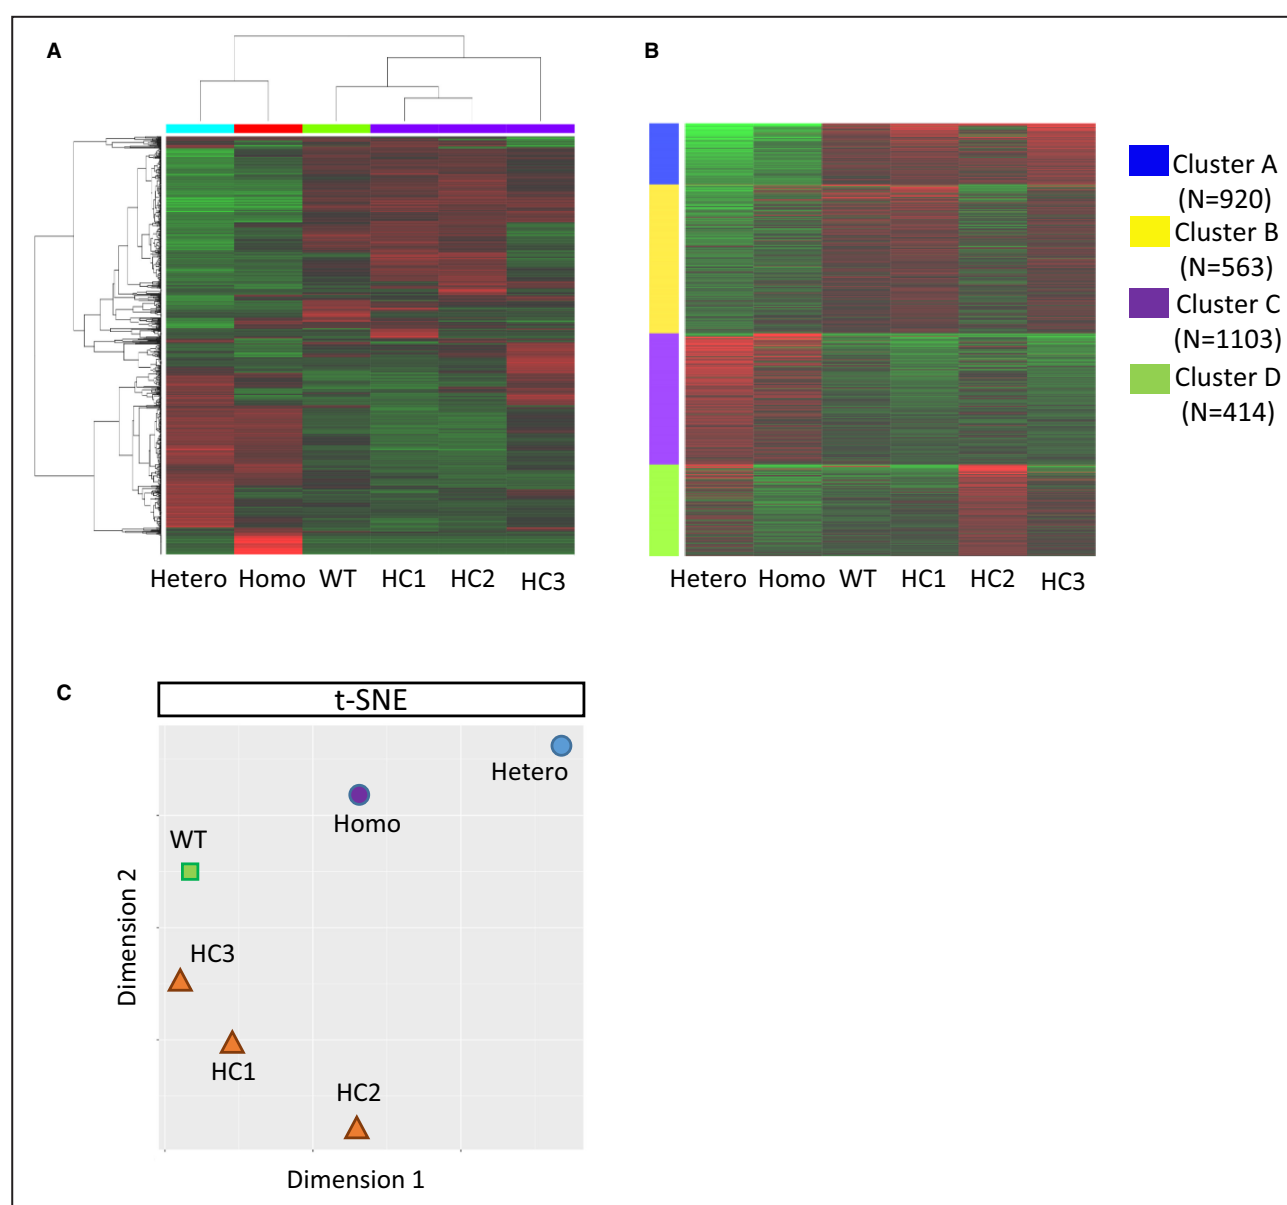 A
B
Cluster A
(N=920)
Cluster B
(N=563)
Cluster C
(N=1103)
Cluster D
(N=414)
Hetero Homo WT HC1 HC2 HC3
Hetero Homo WT HC1 HC2 HC3
C
t-SNE
Hetero
Homo
WT
HC3
HC1
HC2
Dimension 2
Dimension 1